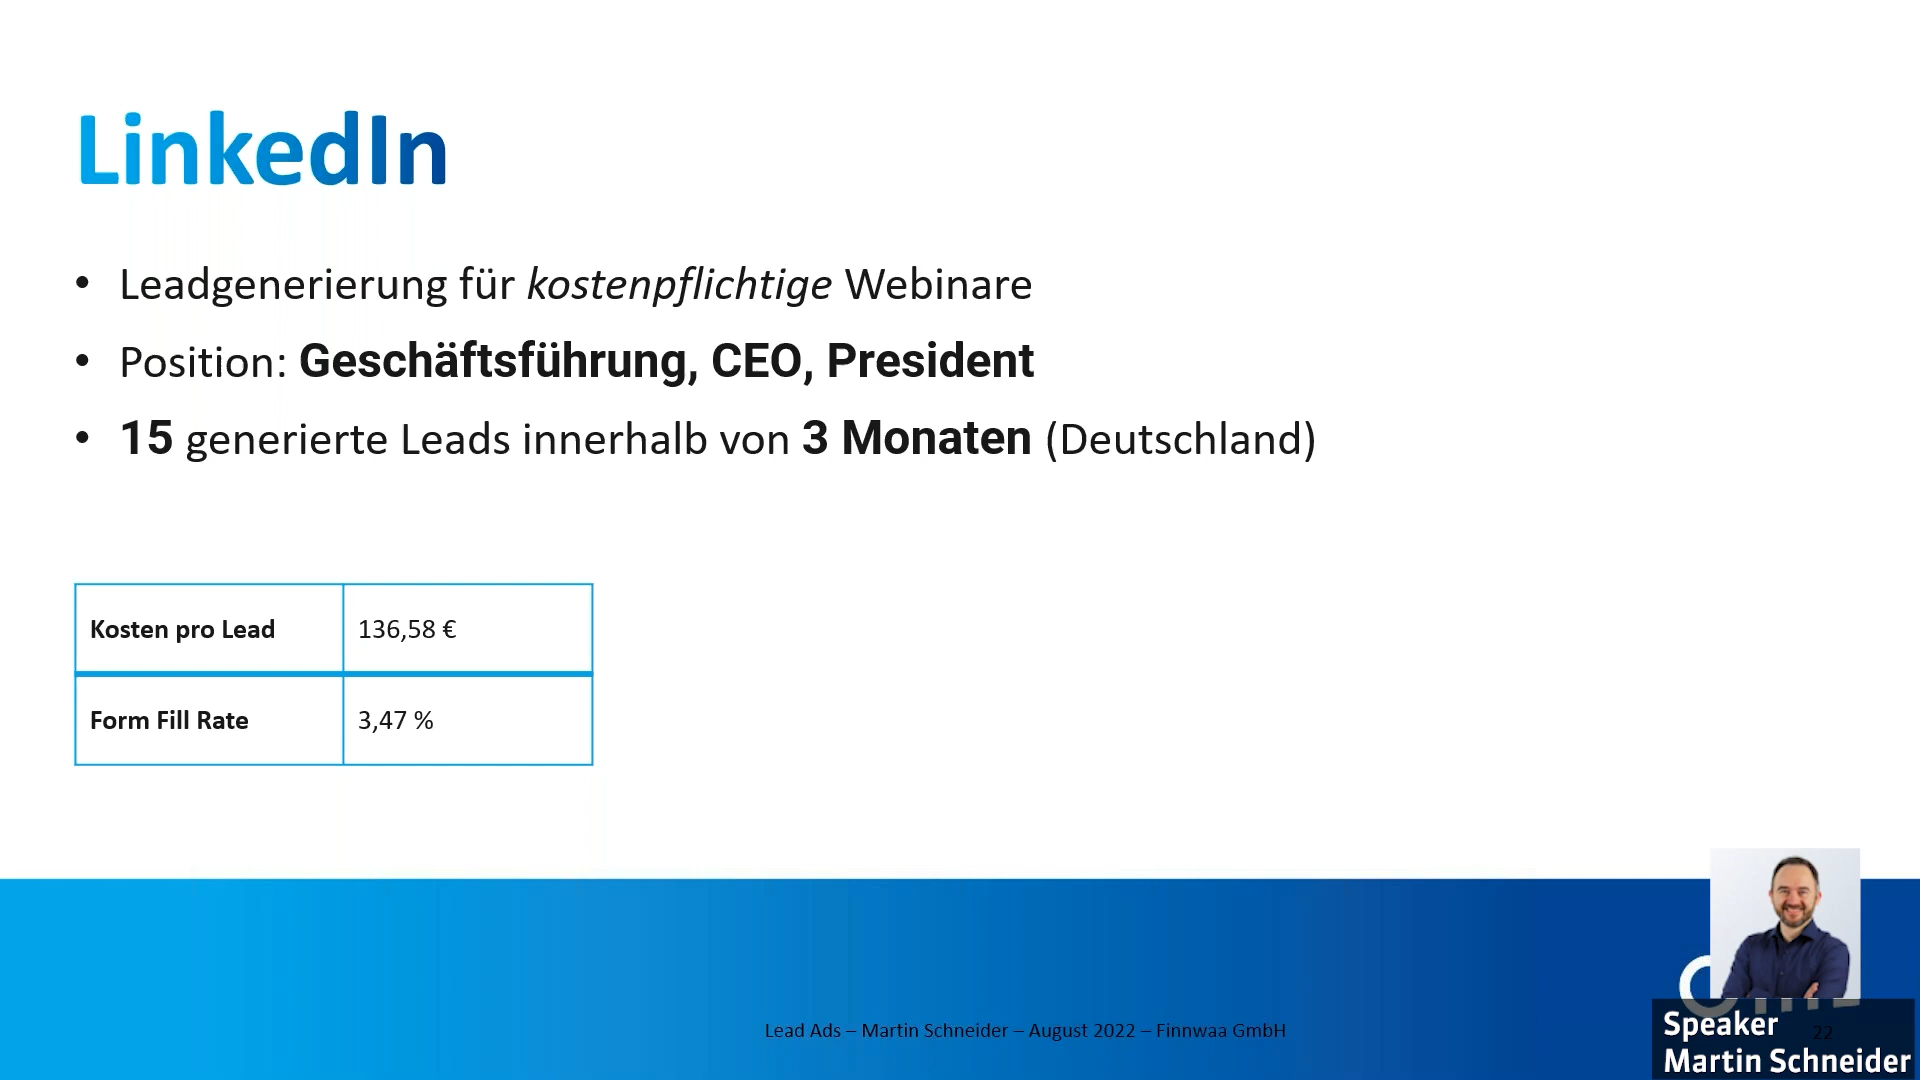 LinkedIn
• Leadgenerierung für kostenpflichtige Webinare
• Position: Geschäftsführung, CEO, President
• 15 generierte Leads innerhalb von 3 Monaten (Deutschland)
Kosten pro Lead 136,58 €
Form Fill Rate 3,47 %
Lead Ads – Martin Schneider – August 2022 – Finnwaa GmbH
22
Speaker
Martin Schneider